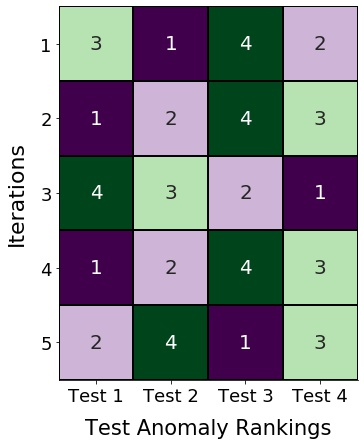 1 3 1 4 2
2 1 2 4 3
3 4 3 2 1
4 1 2 4 3
5 2 4 1 3
Iterations
Test 1 Test 2 Test 3 Test 4
Test Anomaly Rankings